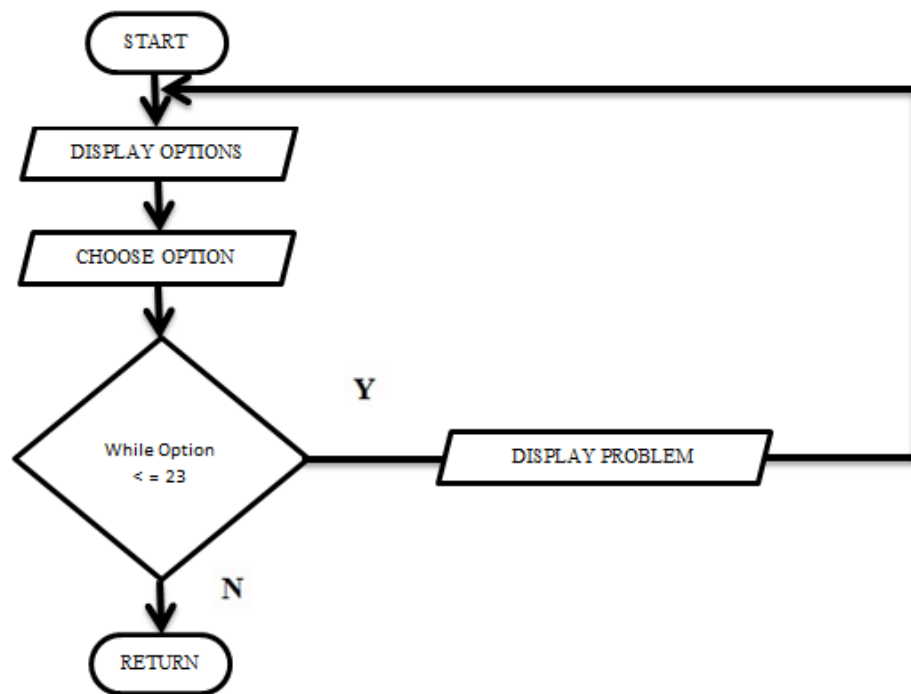 START
DISPLAY OPTIONS
CHOOSE OPTION
Y
While Option
< = 23
DISPLAY PROBLEM
N
RETURN